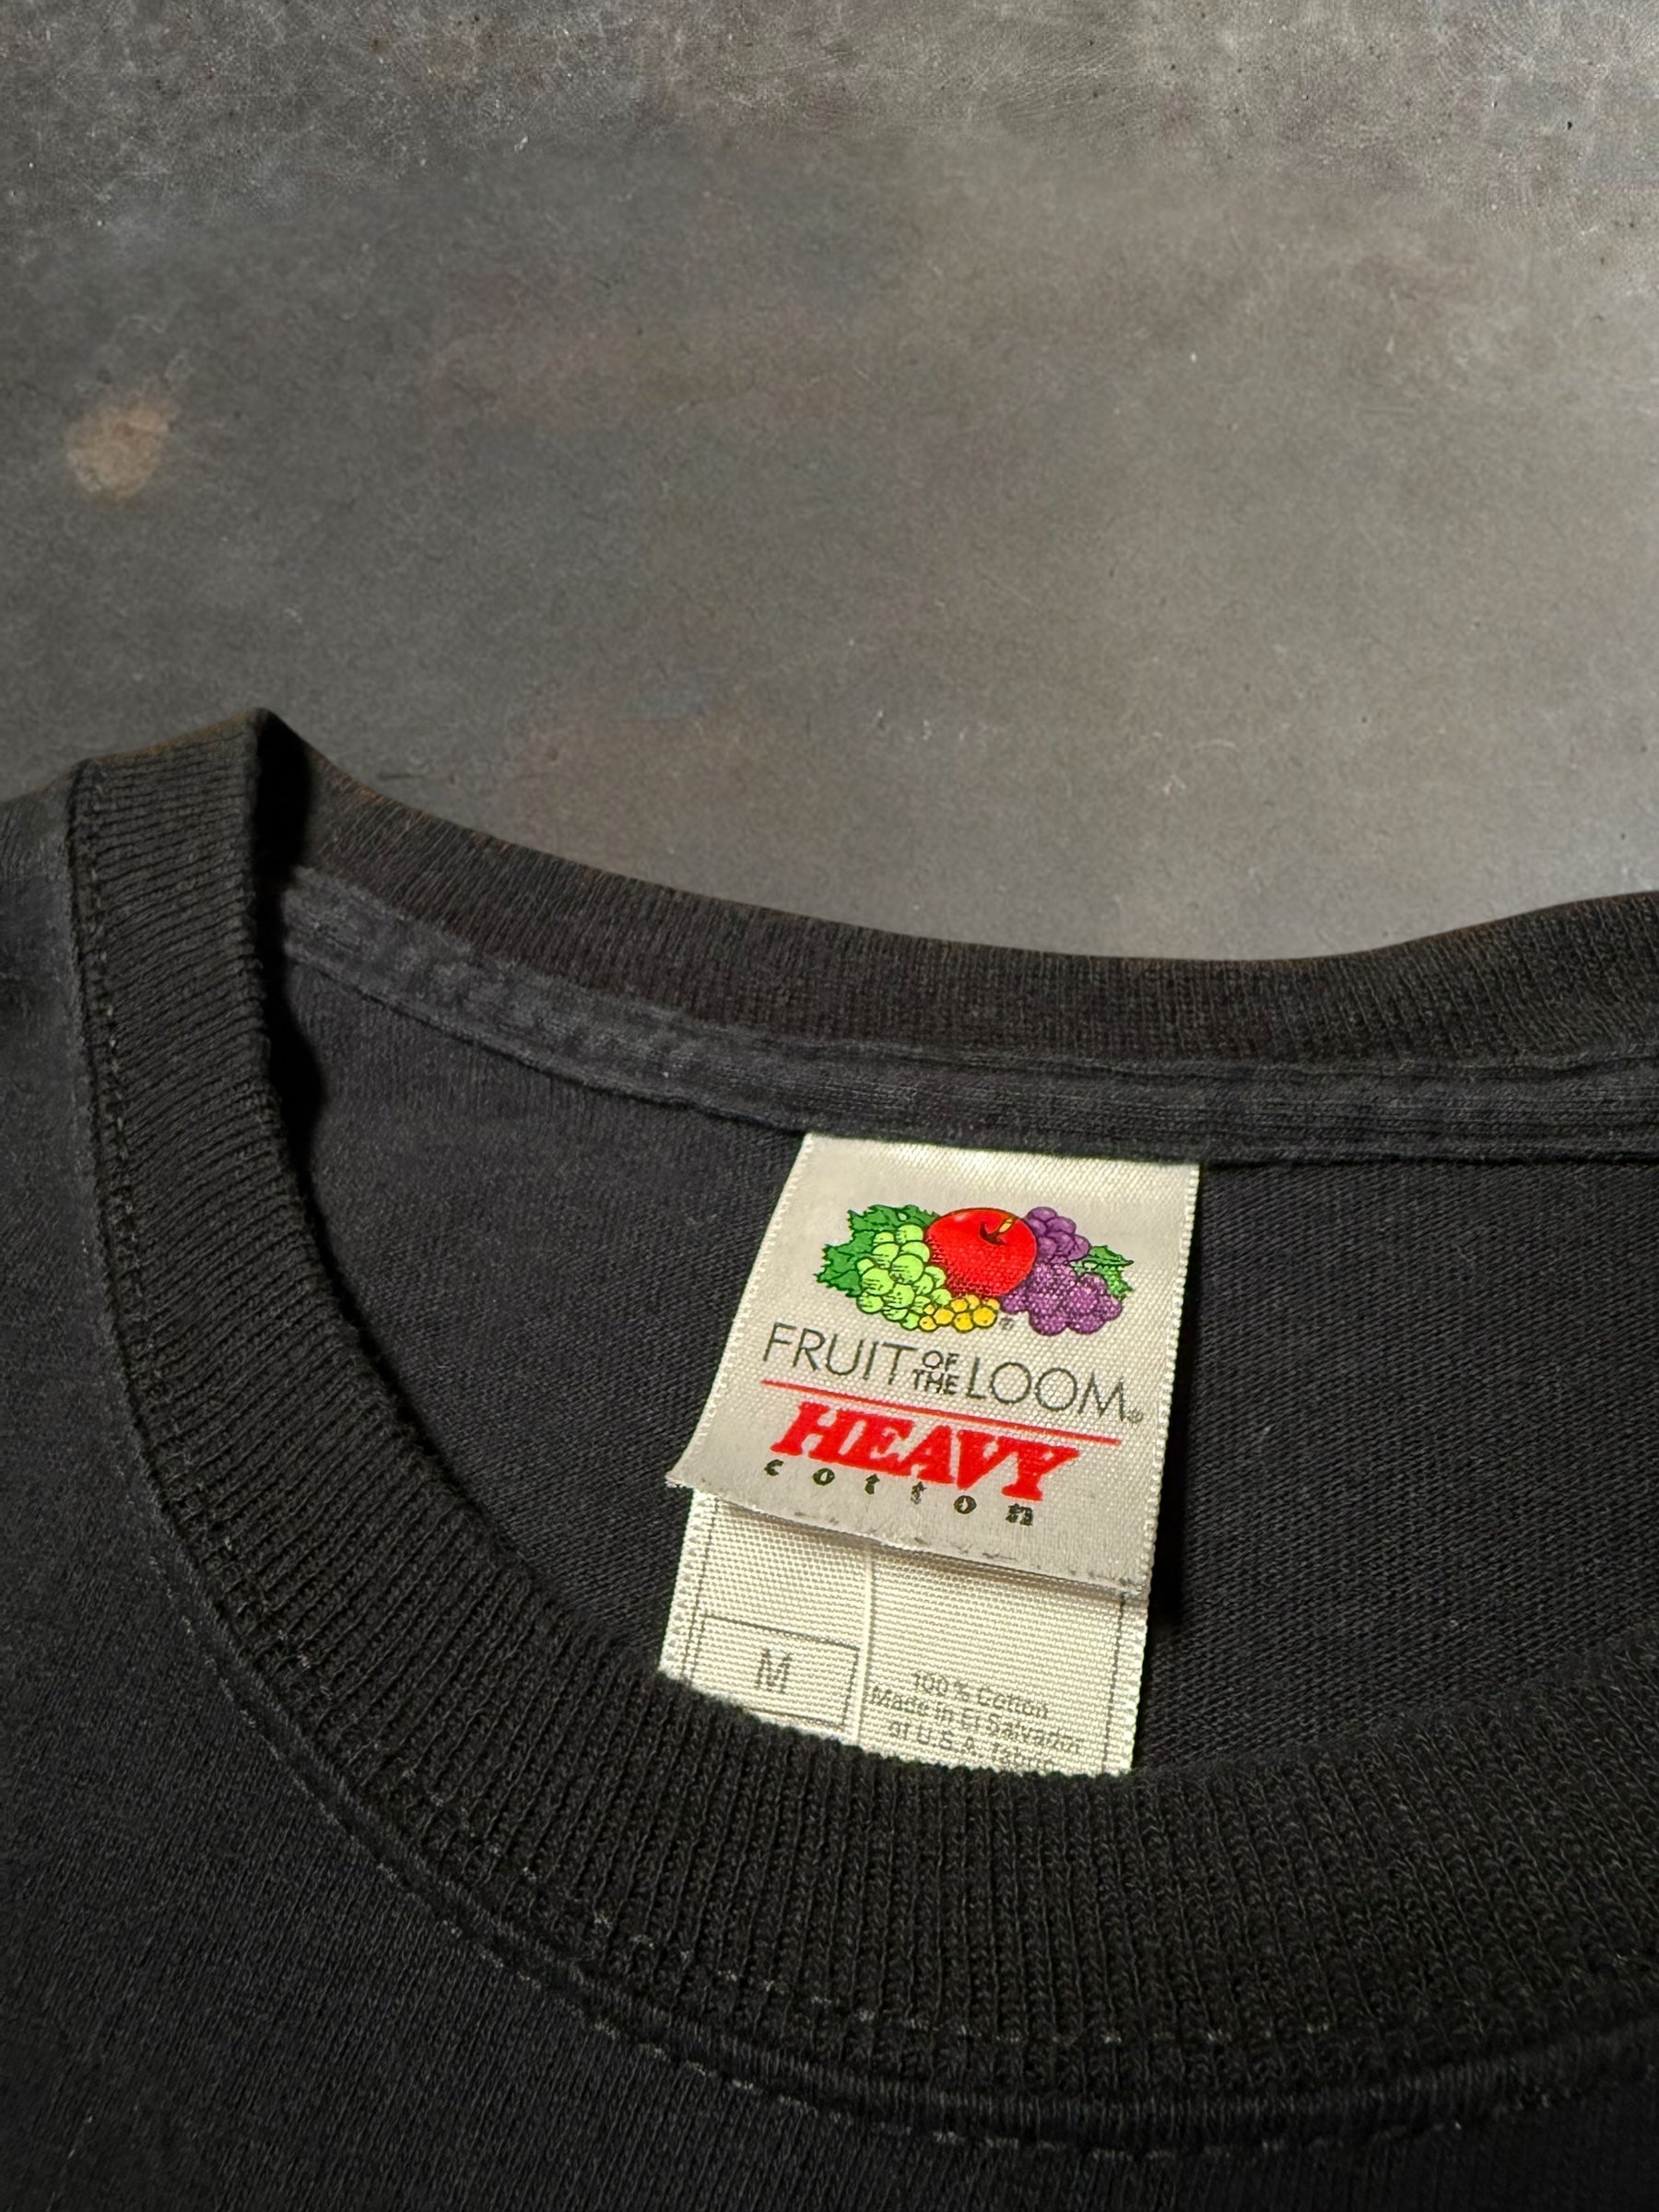 FRUIT OF THE LOOM®
HEAVY
cotton
M
100% Cotton
Made in El Salvador
of U.S.A. fabric